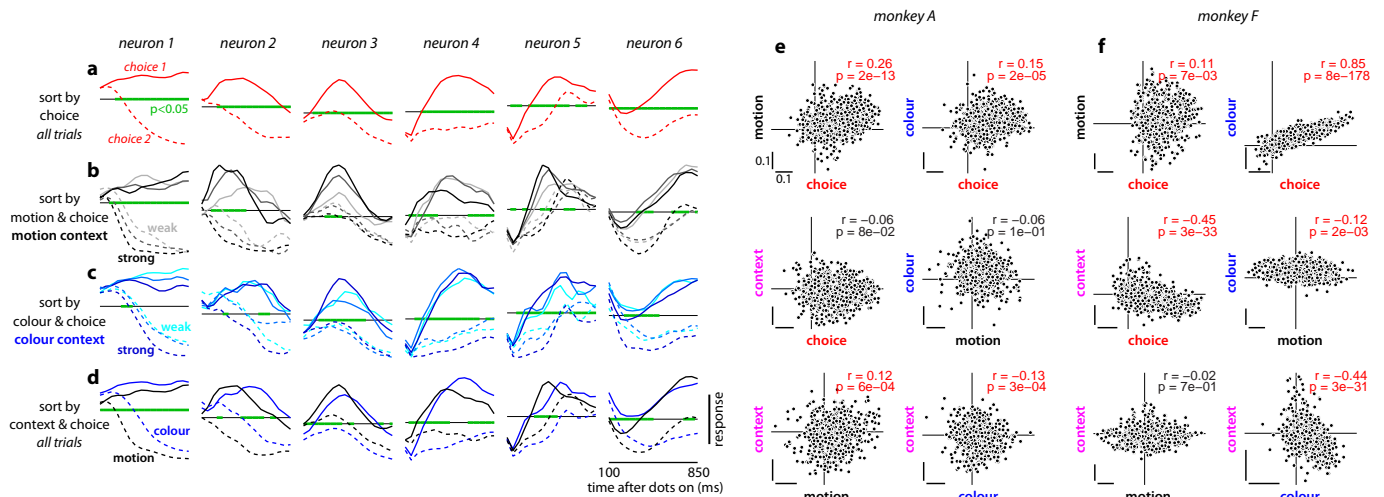 monkey A
monkey F
neuron 1
neuron 2
neuron 3
neuron 4
neuron 5
neuron 6
a
sort by
choice
all trials
choice 1
p<0.05
choice 2
b
sort by
motion & choice
motion context
weak
strong
c
sort by
colour & choice
colour context
weak
strong
d
sort by
context & choice
all trials
colour
motion
response
100
850
time after dots on (ms)
e
r = 0.26
p = 2e−13
motion
0.1
0.1
choice
r = 0.15
p = 2e−05
colour
choice
r = −0.06
p = 8e−02
context
choice
r = −0.06
p = 1e−01
colour
motion
r = 0.12
p = 6e−04
context
motion
r = −0.13
p = 3e−04
context
colour
f
r = 0.11
p = 7e−03
motion
choice
r = 0.85
p = 8e−178
colour
choice
r = −0.45
p = 3e−33
context
choice
r = −0.12
p = 2e−03
colour
motion
r = −0.02
p = 7e−01
context
motion
r = −0.44
p = 3e−31
context
colour